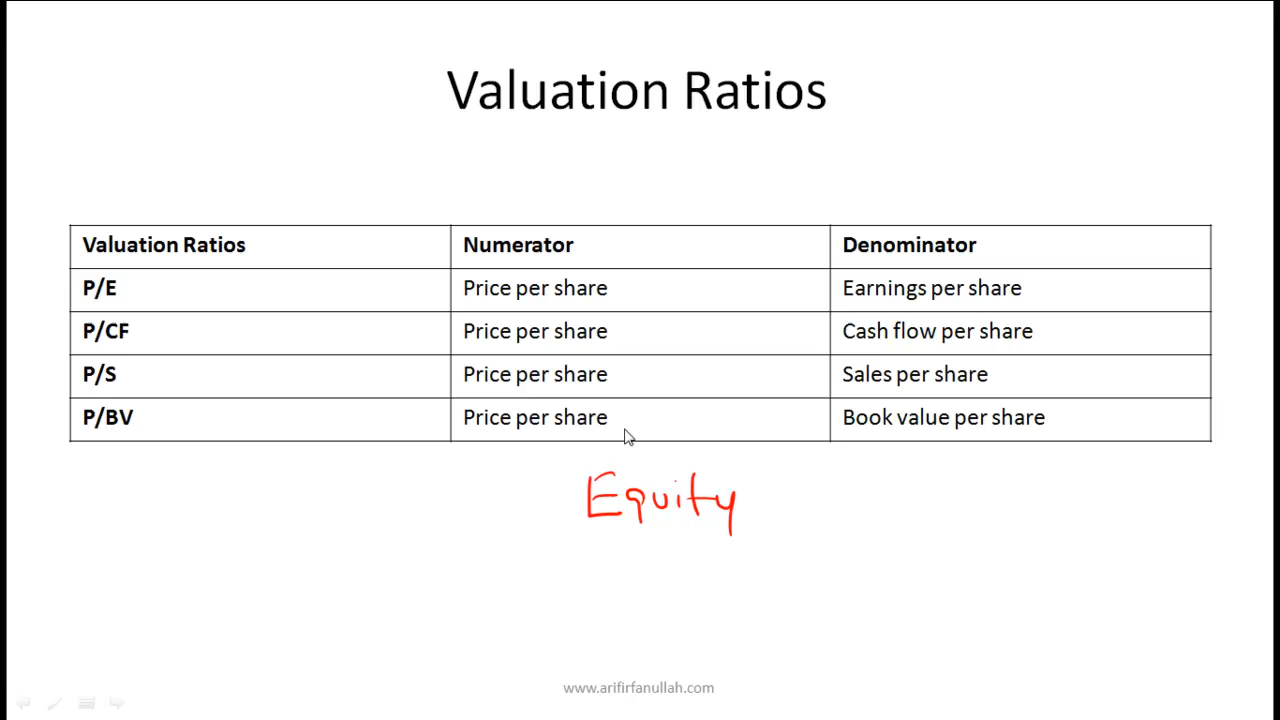 Valuation Ratios
Valuation Ratios Numerator Denominator
P/E Price per share Earnings per share
P/CF Price per share Cash flow per share
P/S Price per share Sales per share
P/BV Price per share Book value per share
Equity
www.arifirfanullah.com